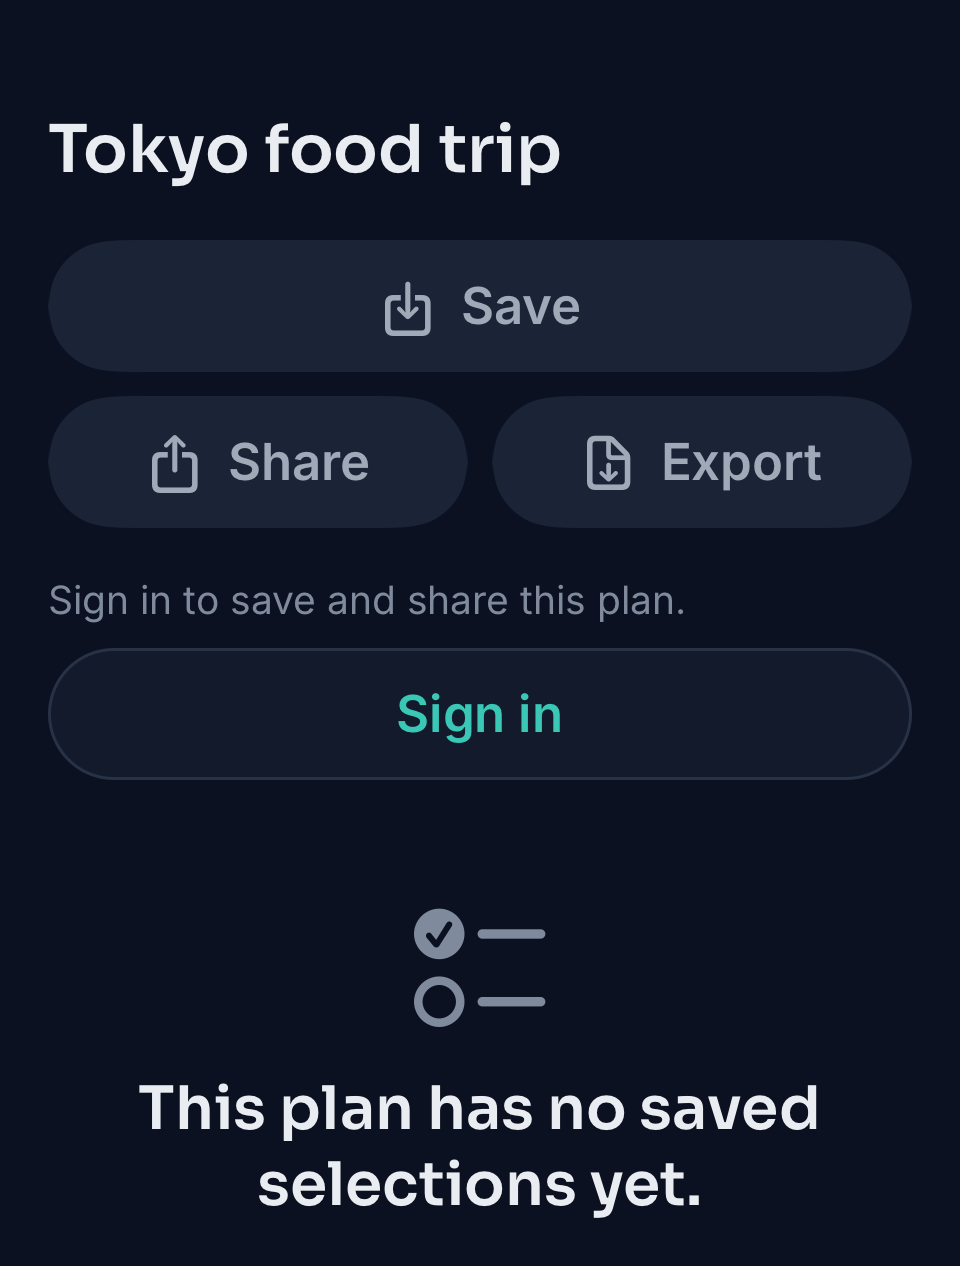 Tokyo food trip
Save
Share
Export
Sign in to save and share this plan.
Sign in
This plan has no saved
selections yet.